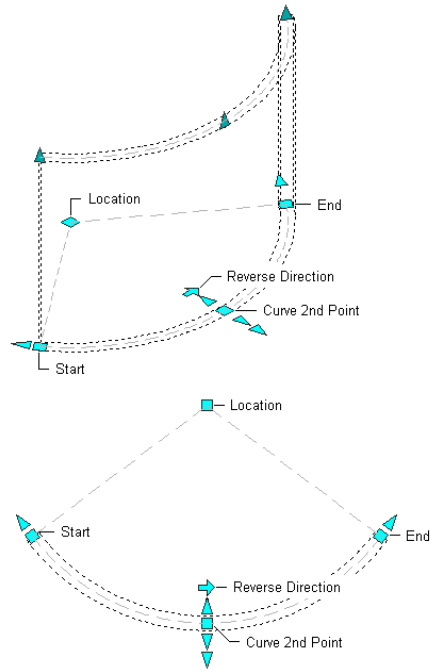 Location
End
Reverse Direction
Curve 2nd Point
Start
Location
Start
End
Reverse Direction
Curve 2nd Point